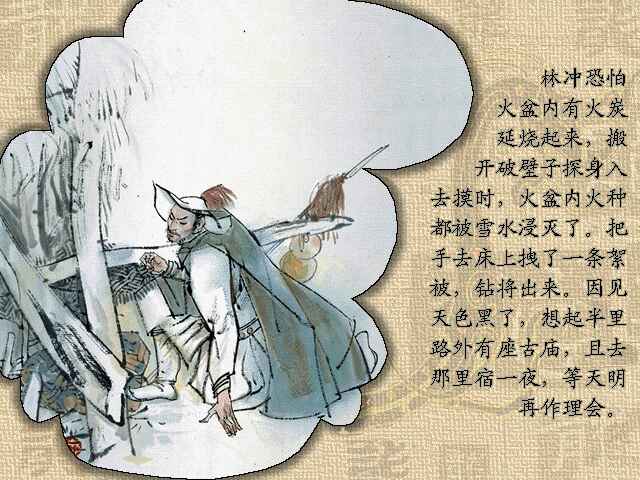 林冲恐怕
火盆内有火炭
延烧起来，搬
开破壁子探身入
去摸时，火盆内火种
都被雪水浸灭了。把
手去床上拽了一条絮
被，钻将出来。因见
天色黑了，想起半里
路外有座古庙，且去
那里宿一夜，等天明
再作理会。